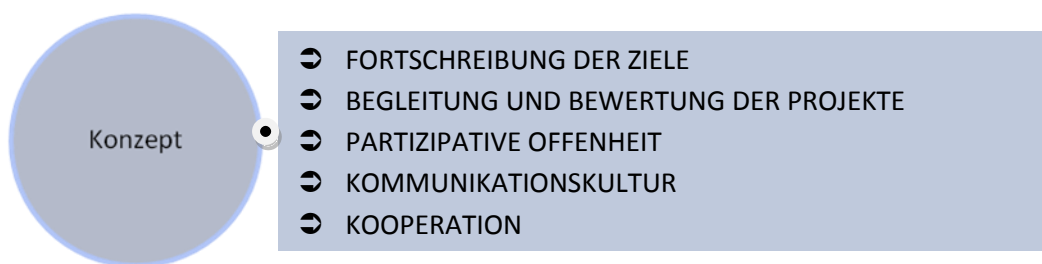 Konzept
➲ FORTSCHREIBUNG DER ZIELE
➲ BEGLEITUNG UND BEWERTUNG DER PROJEKTE
➲ PARTIZIPATIVE OFFENHEIT
➲ KOMMUNIKATIONSKULTUR
➲ KOOPERATION